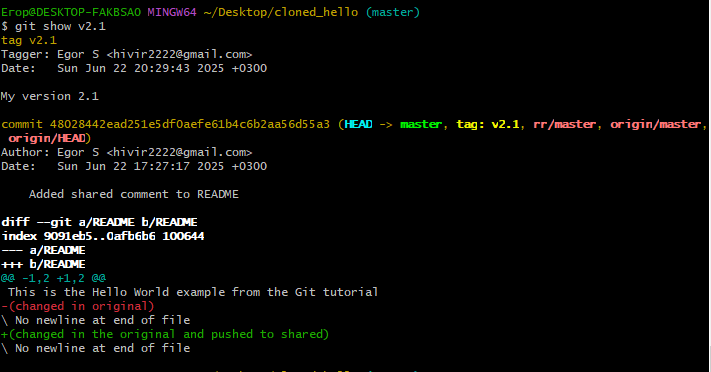 Егор@DESKTOP-FAKBSAO MINGW64 ~/Desktop/cloned_hello (master)
$ git show v2.1
tag v2.1
Tagger: Egor S <hivir2222@gmail.com>
Date:   Sun Jun 22 20:29:43 2025 +0300

My version 2.1

commit 48028442ead251e5df0aefe61b4c6b2aa56d55a3 (HEAD -> master, tag: v2.1, rr/master, origin/master,
 origin/HEAD)
Author: Egor S <hivir2222@gmail.com>
Date:   Sun Jun 22 17:27:17 2025 +0300

    Added shared comment to README

diff --git a/README b/README
index 9091eb5..0afb6b6 100644
--- a/README
+++ b/README
@@ -1,2 +1,2 @@
 This is the Hello World example from the Git tutorial
-(changed in original)
\ No newline at end of file
+(changed in the original and pushed to shared)
\ No newline at end of file